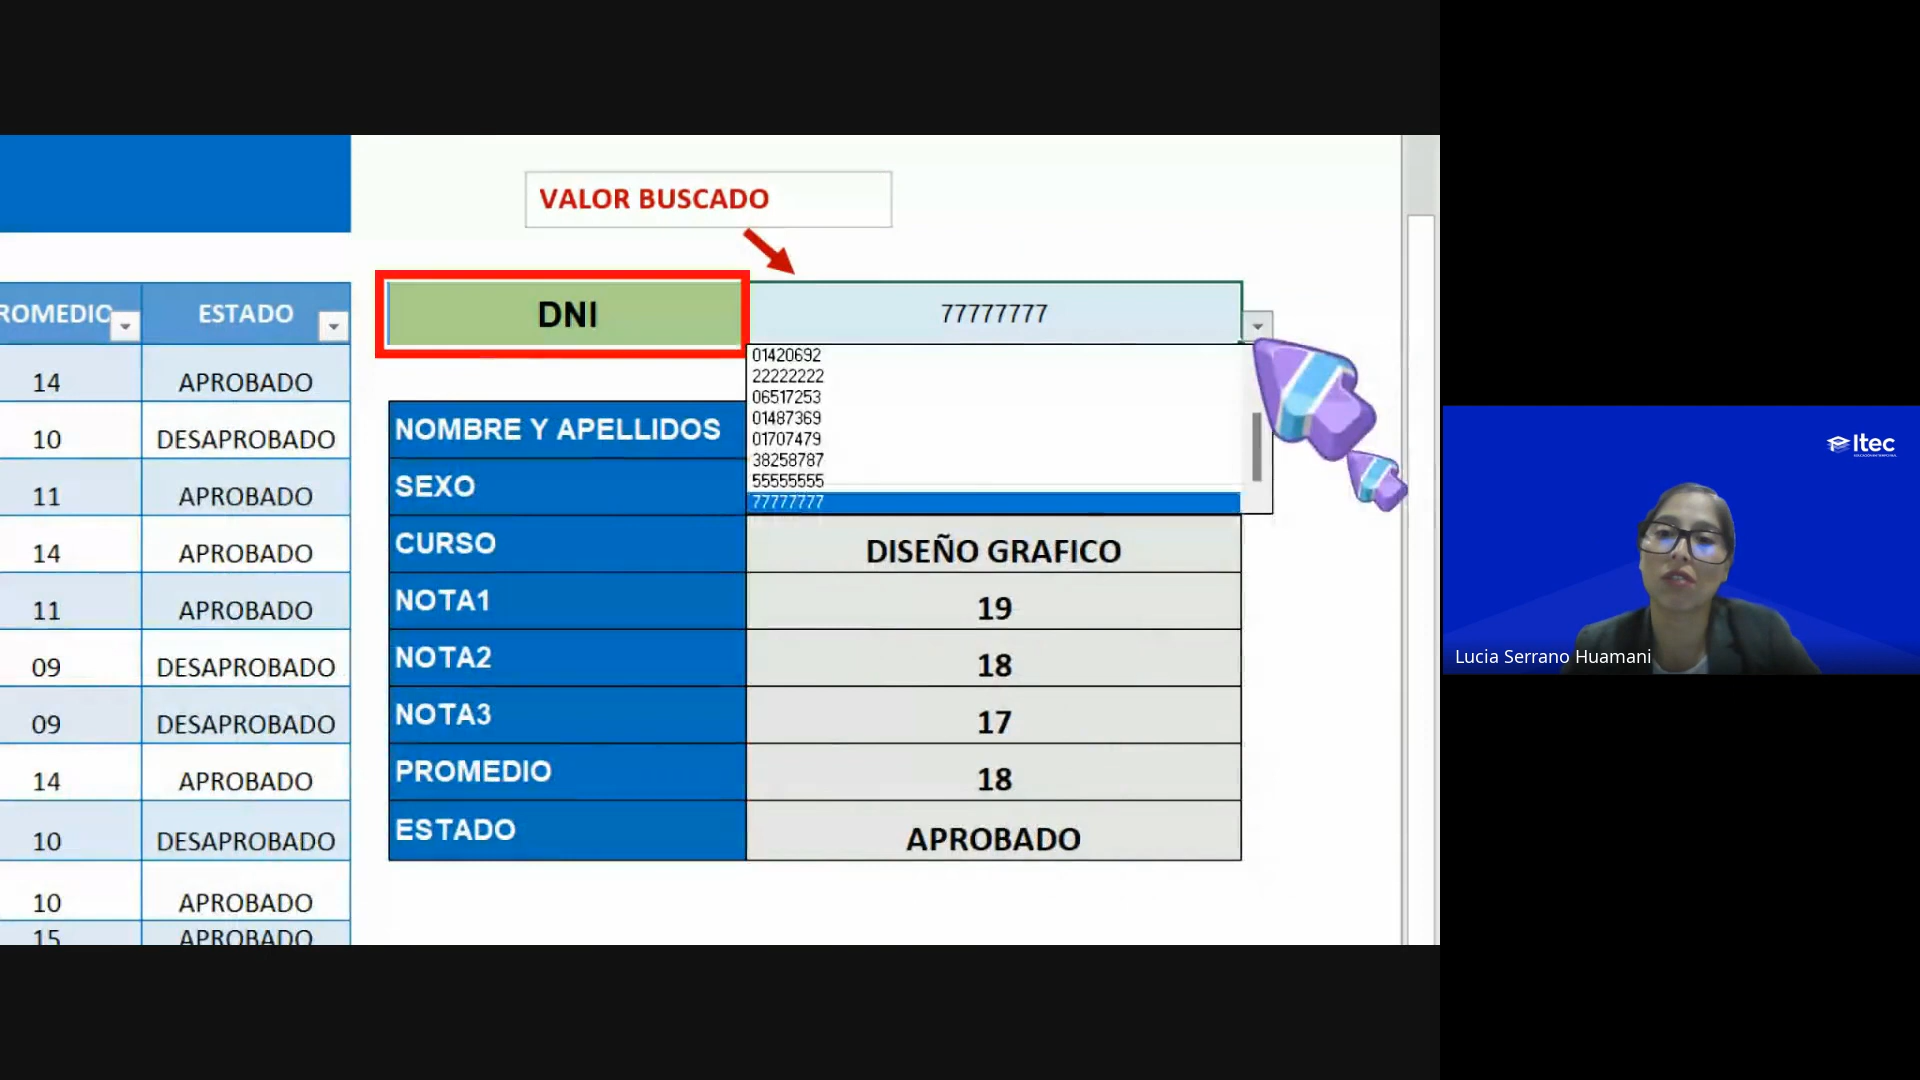 VALOR BUSCADO
ROMEDIO ESTADO
14 APROBADO
10 DESAPROBADO
11 APROBADO
14 APROBADO
11 APROBADO
09 DESAPROBADO
09 DESAPROBADO
14 APROBADO
10 DESAPROBADO
10 APROBADO
15 APROBADO
DNI 77777777
01420692
22222222
06517253
01487369
01707479
38258787
55555555
77777777
NOMBRE Y APELLIDOS
SEXO
CURSO DISEÑO GRAFICO
NOTA1 19
NOTA2 18
NOTA3 17
PROMEDIO 18
ESTADO APROBADO
Itec
Lucia Serrano Huamani